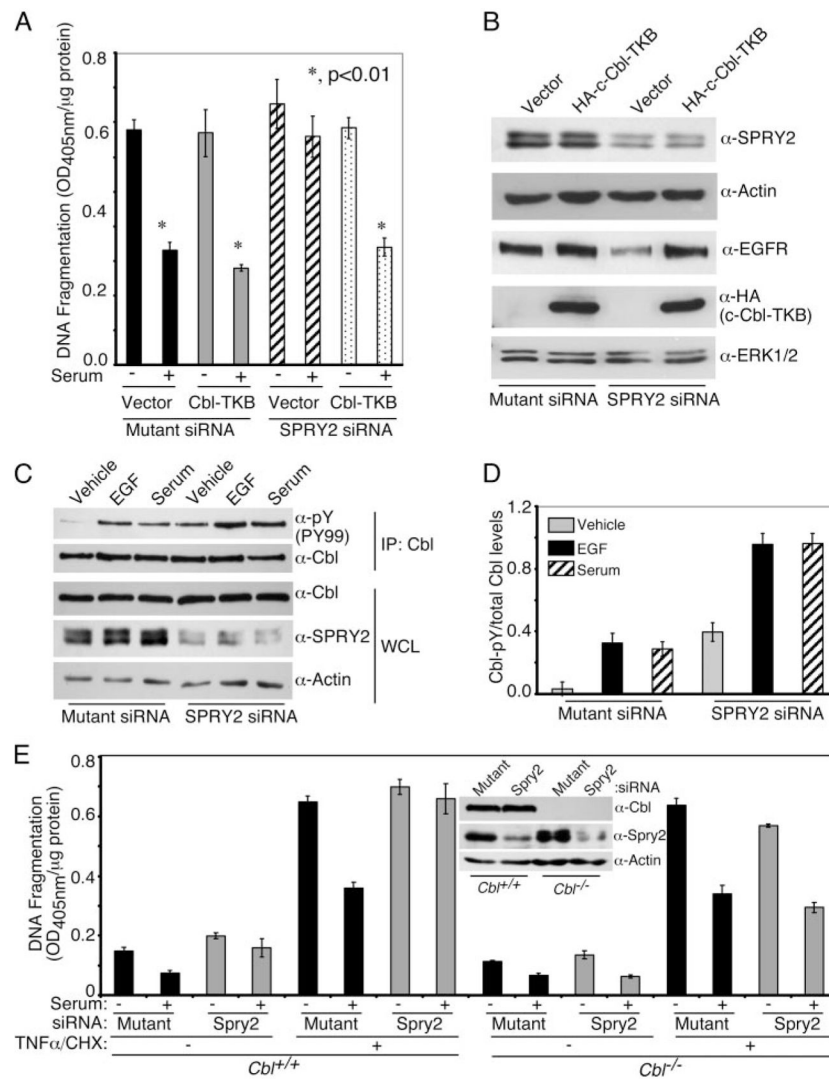 A
DNA Fragmentation (OD405nm/µg protein)
0.8
0.6
0.4
0.2
0.0
*, p<0.01
* * *
Serum - + - + - + - +
Vector Cbl-TKB Vector Cbl-TKB
Mutant siRNA SPRY2 siRNA
B
Vector HA-c-Cbl-TKB Vector HA-c-Cbl-TKB
α-SPRY2
α-Actin
α-EGFR
α-HA
(c-Cbl-TKB)
α-ERK1/2
Mutant siRNA SPRY2 siRNA
C
Vehicle EGF Serum Vehicle EGF Serum
α-pY
(PY99)
α-Cbl
IP: Cbl
α-Cbl
α-SPRY2
α-Actin
WCL
Mutant siRNA SPRY2 siRNA
D
Cbl-pY/total Cbl levels
1.2
0.8
0.4
0.0
Vehicle
EGF
Serum
Mutant siRNA SPRY2 siRNA
E
DNA Fragmentation
(OD405nm/µg protein)
0.8
0.6
0.4
0.2
0
Mutant Spry2 Mutant Spry2 :siRNA
α-Cbl
α-Spry2
α-Actin
Cbl+/+ Cbl-/-
Serum: - + - + - + - + - + - + - + - +
siRNA: Mutant Spry2 Mutant Spry2 Mutant Spry2 Mutant Spry2
TNFα/CHX: - + - +
Cbl+/+ Cbl-/-